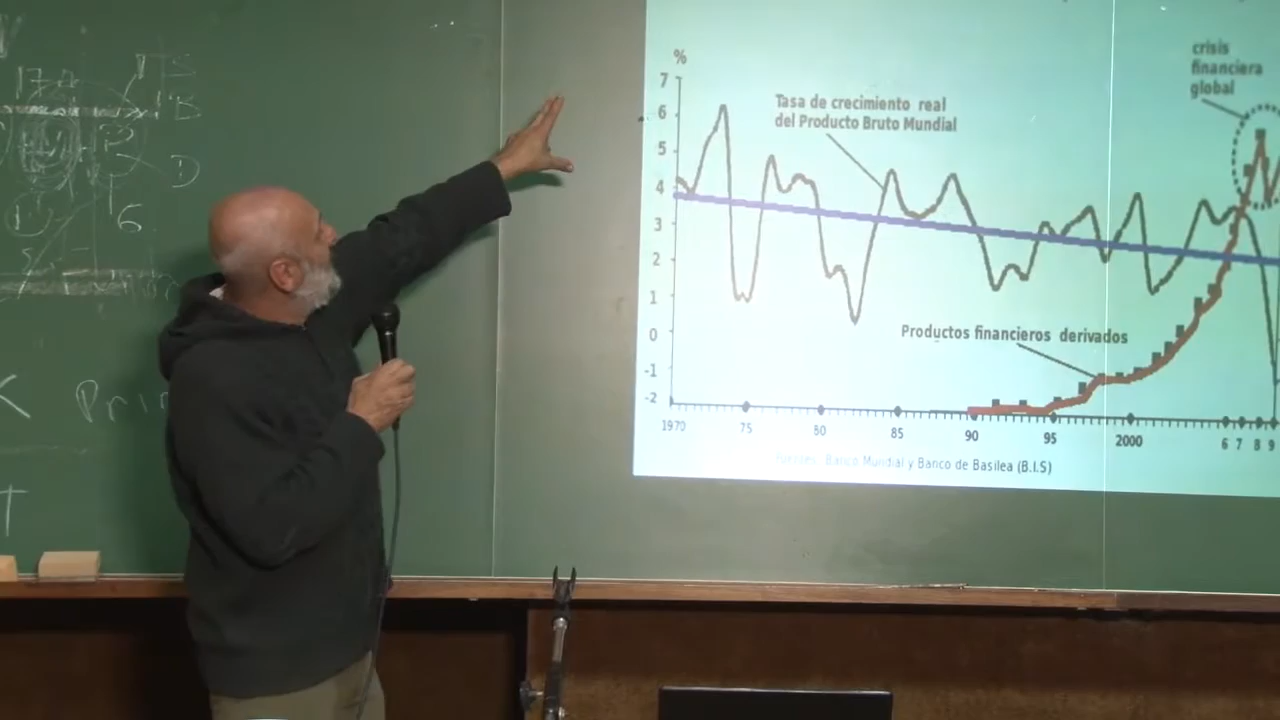 %
7
6
5
4
3
2
1
0
-1
-2
Tasa de crecimiento real
del Producto Bruto Mundial
crisis
financiera
global
Productos financieros derivados
1970 75 80 85 90 95 2000 6 7 8 9
Fuentes: Banco Mundial y Banco de Basilea (B.I.S)
S
B
D
6
K Prin
T